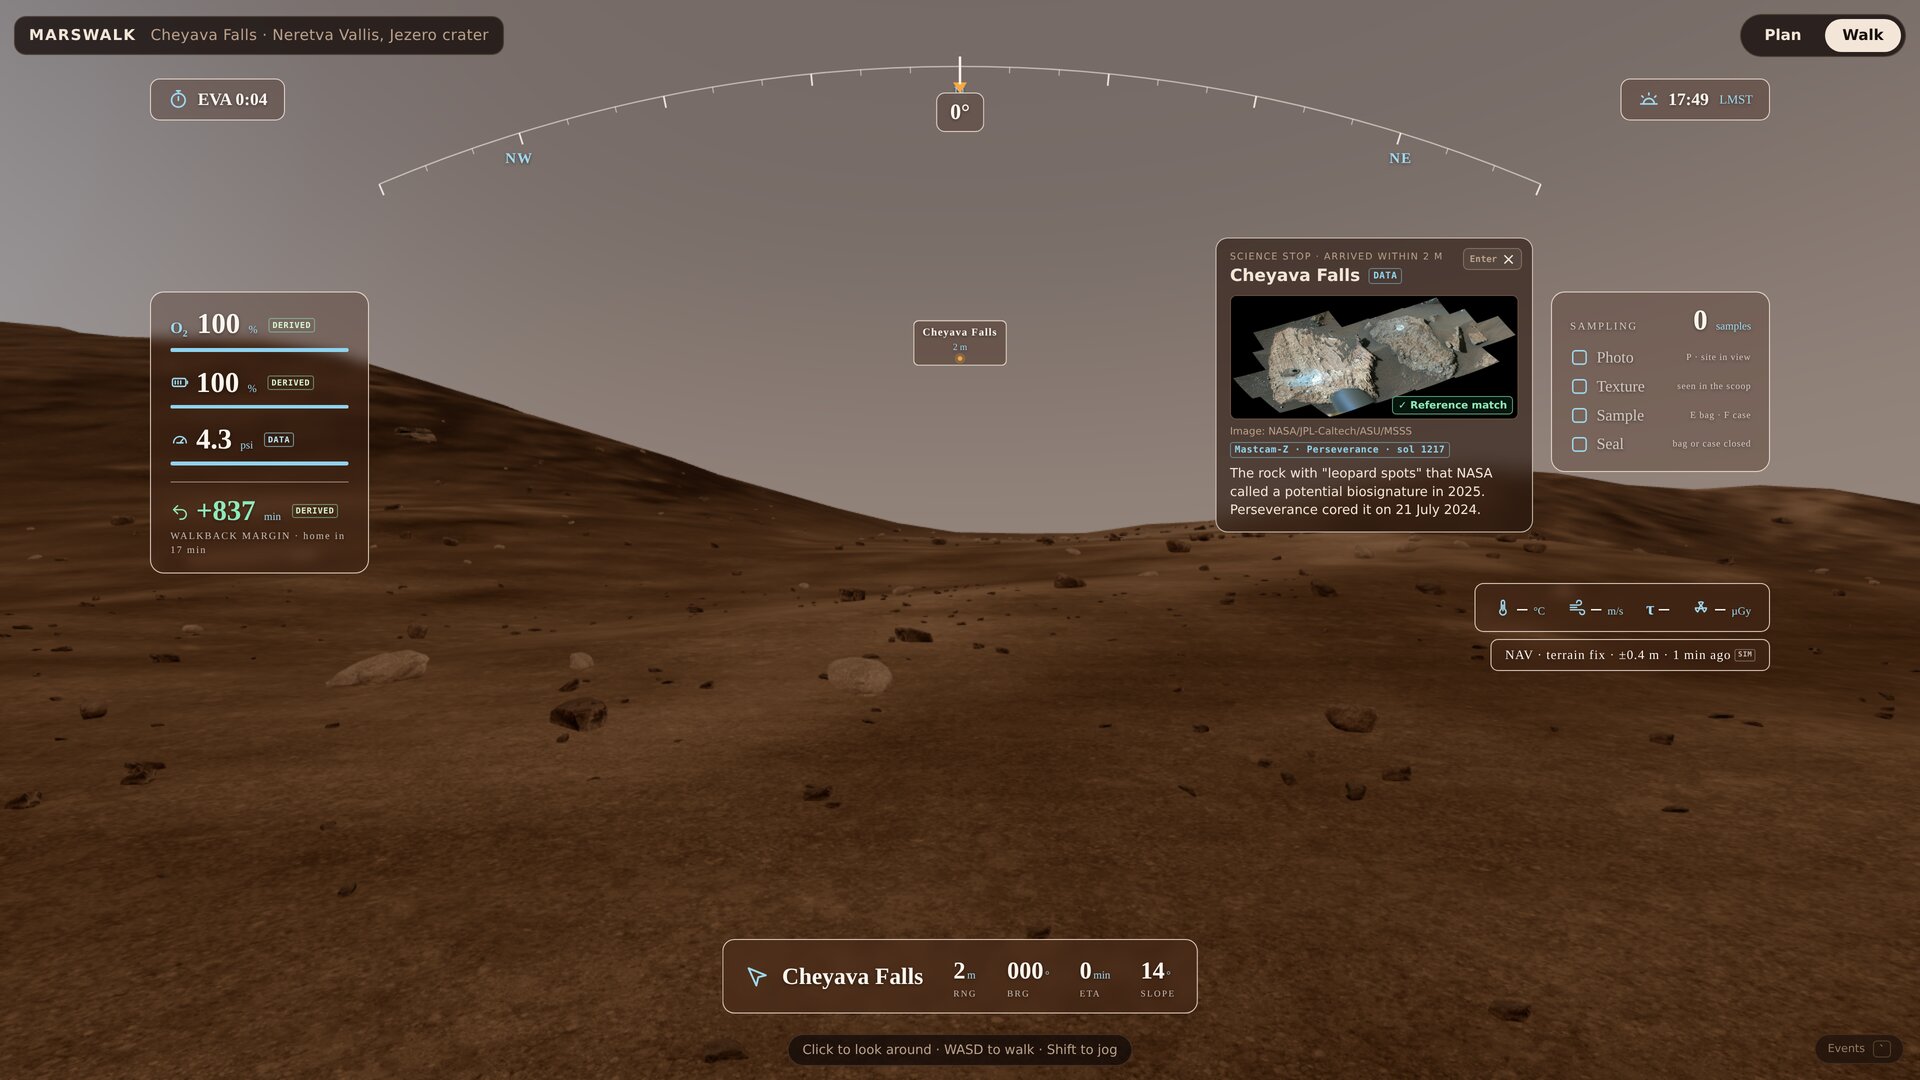 MARSWALK Cheyava Falls · Neretva Vallis, Jezero crater
Plan Walk
EVA 0:04
0°
17:49 LMST
NW
NE
O2 100 % DERIVED
100 % DERIVED
4.3 psi DATA
+837 min DERIVED
WALKBACK MARGIN · home in
17 min
Cheyava Falls
2 m
SCIENCE STOP · ARRIVED WITHIN 2 M
Enter ✕
Cheyava Falls DATA
✓ Reference match
Image: NASA/JPL-Caltech/ASU/MSSS
Mastcam-Z · Perseverance · sol 1217
The rock with "leopard spots" that NASA
called a potential biosignature in 2025.
Perseverance cored it on 21 July 2024.
SAMPLING 0 samples
Photo P · site in view
Texture seen in the scoop
Sample E bag · F case
Seal bag or case closed
– °C – m/s τ – – µGy
NAV · terrain fix · ±0.4 m · 1 min ago SIM
Cheyava Falls
2 m
RNG
000°
BRG
0 min
ETA
14°
SLOPE
Click to look around · WASD to walk · Shift to jog
Events `